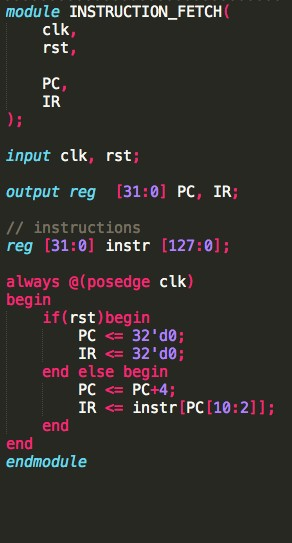 module INSTRUCTION_FETCH(
    clk,
    rst,

    PC,
    IR
);

input clk, rst;

output reg  [31:0] PC, IR;

// instructions
reg [31:0] instr [127:0];

always @(posedge clk)
begin
    if(rst)begin
        PC <= 32'd0;
        IR <= 32'd0;
    end else begin
        PC <= PC+4;
        IR <= instr[PC[10:2]];
    end
end
endmodule